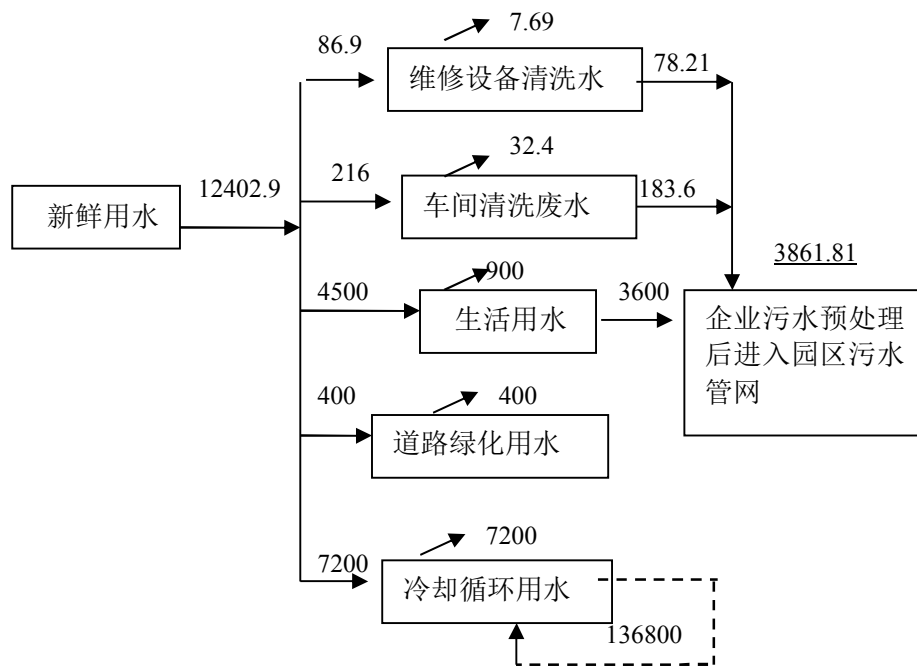 7.69
86.9
维修设备清洗水
78.21
32.4
12402.9
216
车间清洗废水
183.6
新鲜用水
3861.81
900
4500
生活用水
3600
企业污水预处理
后进入园区污水
管网
400
400
道路绿化用水
7200
7200
冷却循环用水
136800